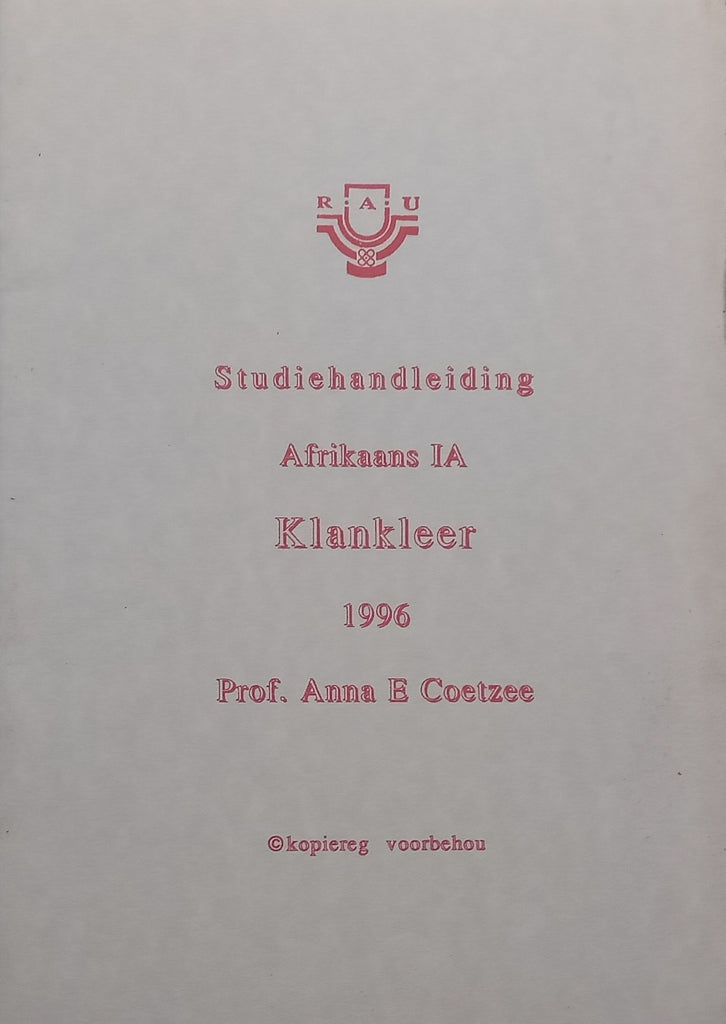 R·A·U
Studiehandleiding
Afrikaans IA
Klankleer
1996
Prof. Anna E Coetzee
©kopiereg voorbehou